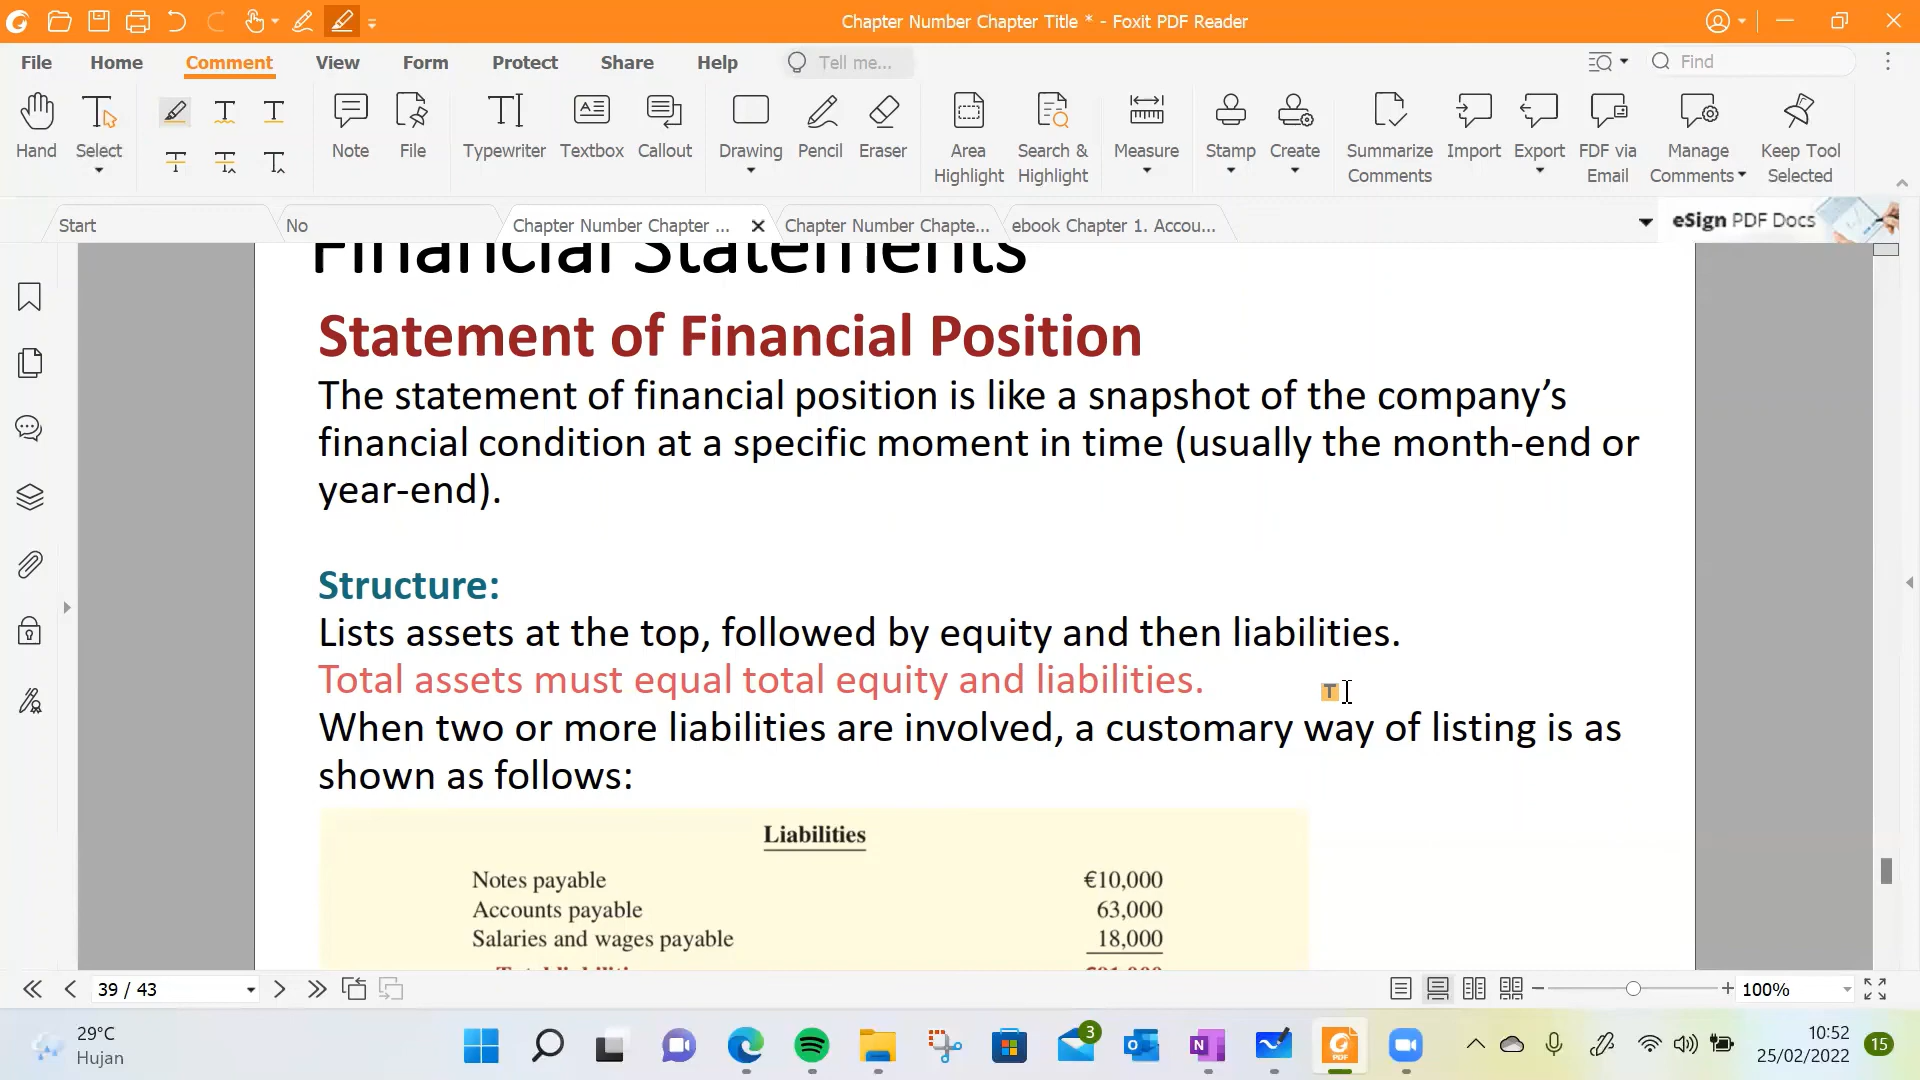 Chapter Number Chapter Title * - Foxit PDF Reader
File Home Comment View Form Protect Share Help Tell me... Find
Hand Select Note File Typewriter Textbox Callout Drawing Pencil Eraser Area Highlight Search & Highlight Measure Stamp Create Summarize Comments Import Export FDF via Email Manage Comments Keep Tool Selected
Start No Chapter Number Chapter ... Chapter Number Chapte... ebook Chapter 1. Accou... eSign PDF Docs
Financial Statements
Statement of Financial Position
The statement of financial position is like a snapshot of the company’s
financial condition at a specific moment in time (usually the month-end or
year-end).
Structure:
Lists assets at the top, followed by equity and then liabilities.
Total assets must equal total equity and liabilities.
When two or more liabilities are involved, a customary way of listing is as
shown as follows:
Liabilities
Notes payable €10,000
Accounts payable 63,000
Salaries and wages payable 18,000
39 / 43 100%
29°C
Hujan
3
10:52
25/02/2022
15